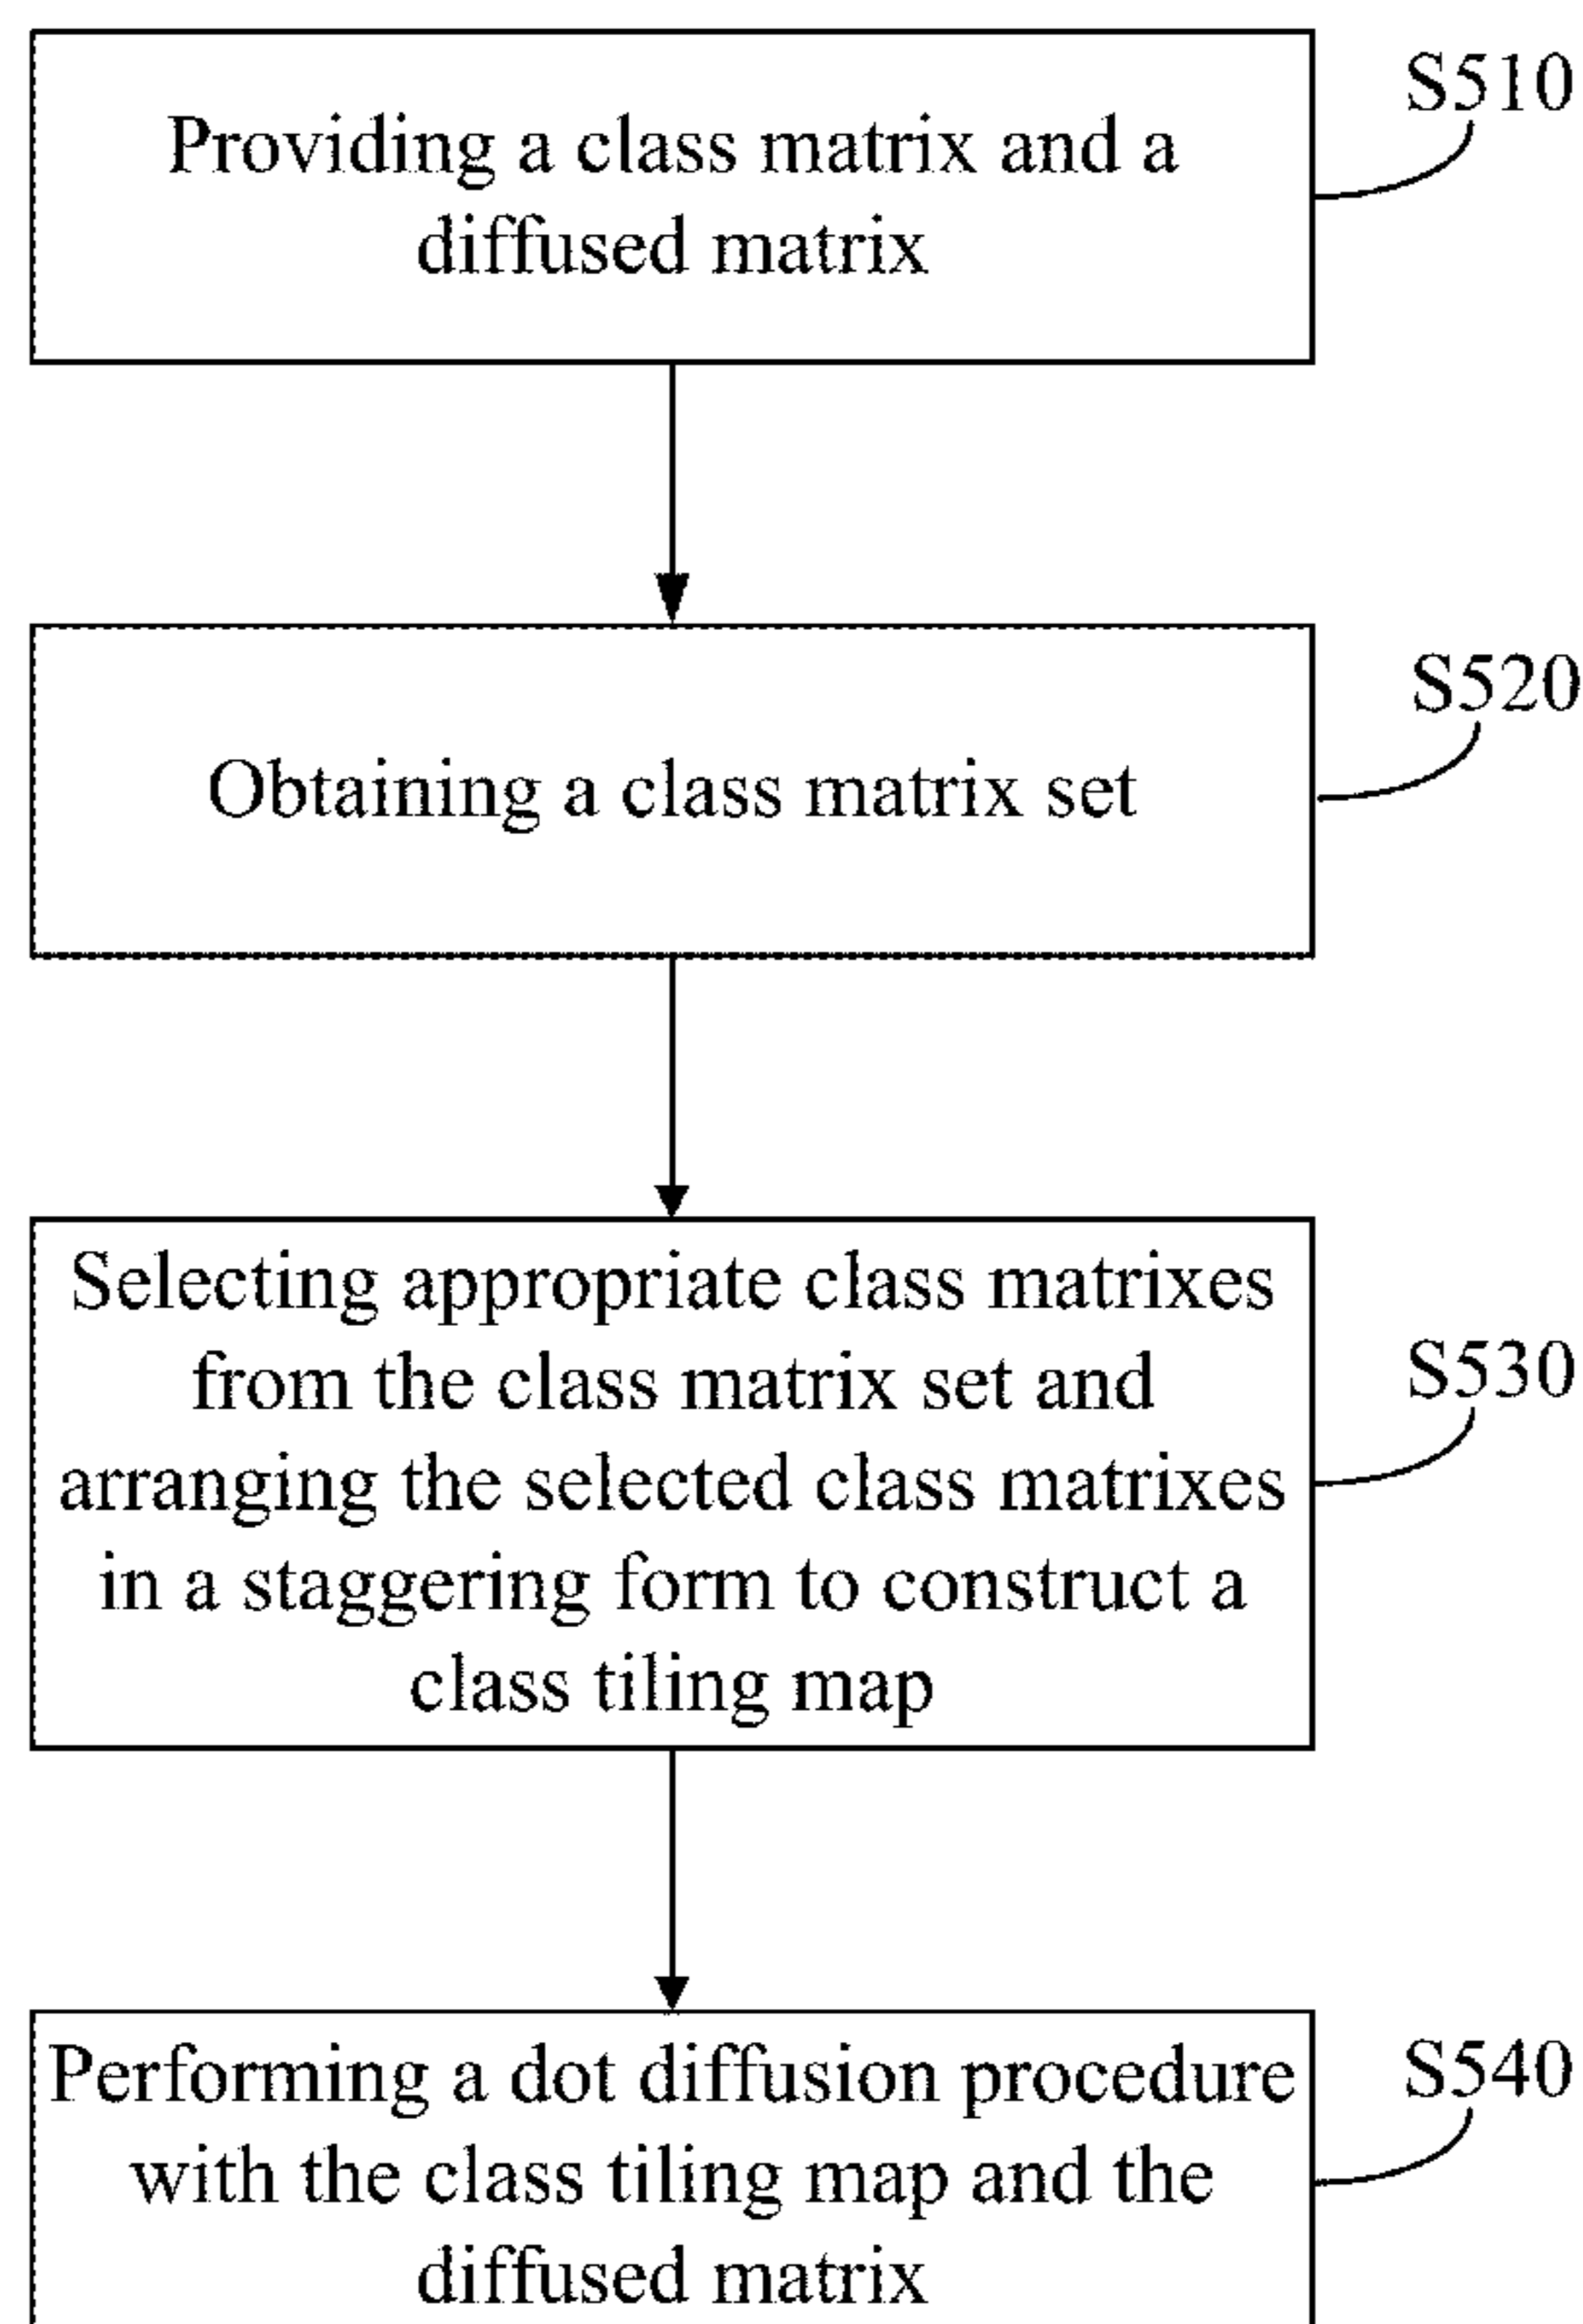 S510
Providing a class matrix and a
diffused matrix
S520
Obtaining a class matrix set
Selecting appropriate class matrixes
from the class matrix set and
S530
arranging the selected class matrixes
in a staggering form to construct a
class tiling map
Performing a dot diffusion procedure
S540
with the class tiling map and the
diffused matrix